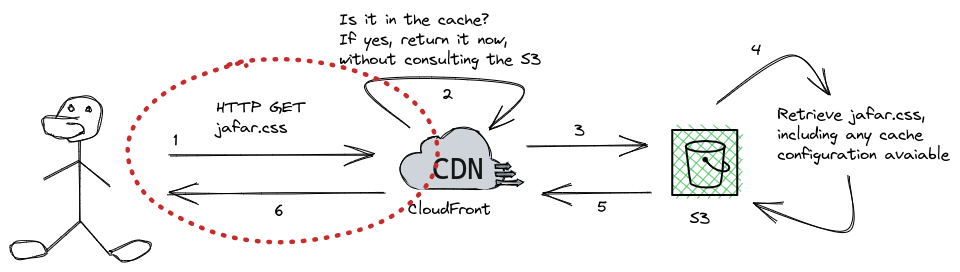 Is it in the cache?
If yes, return it now,
without consulting the S3
HTTP GET
jafar.css
1
2
3
4
Retrieve jafar.css,
including any cache
configuration avaiable
CDN
CloudFront
6
5
S3